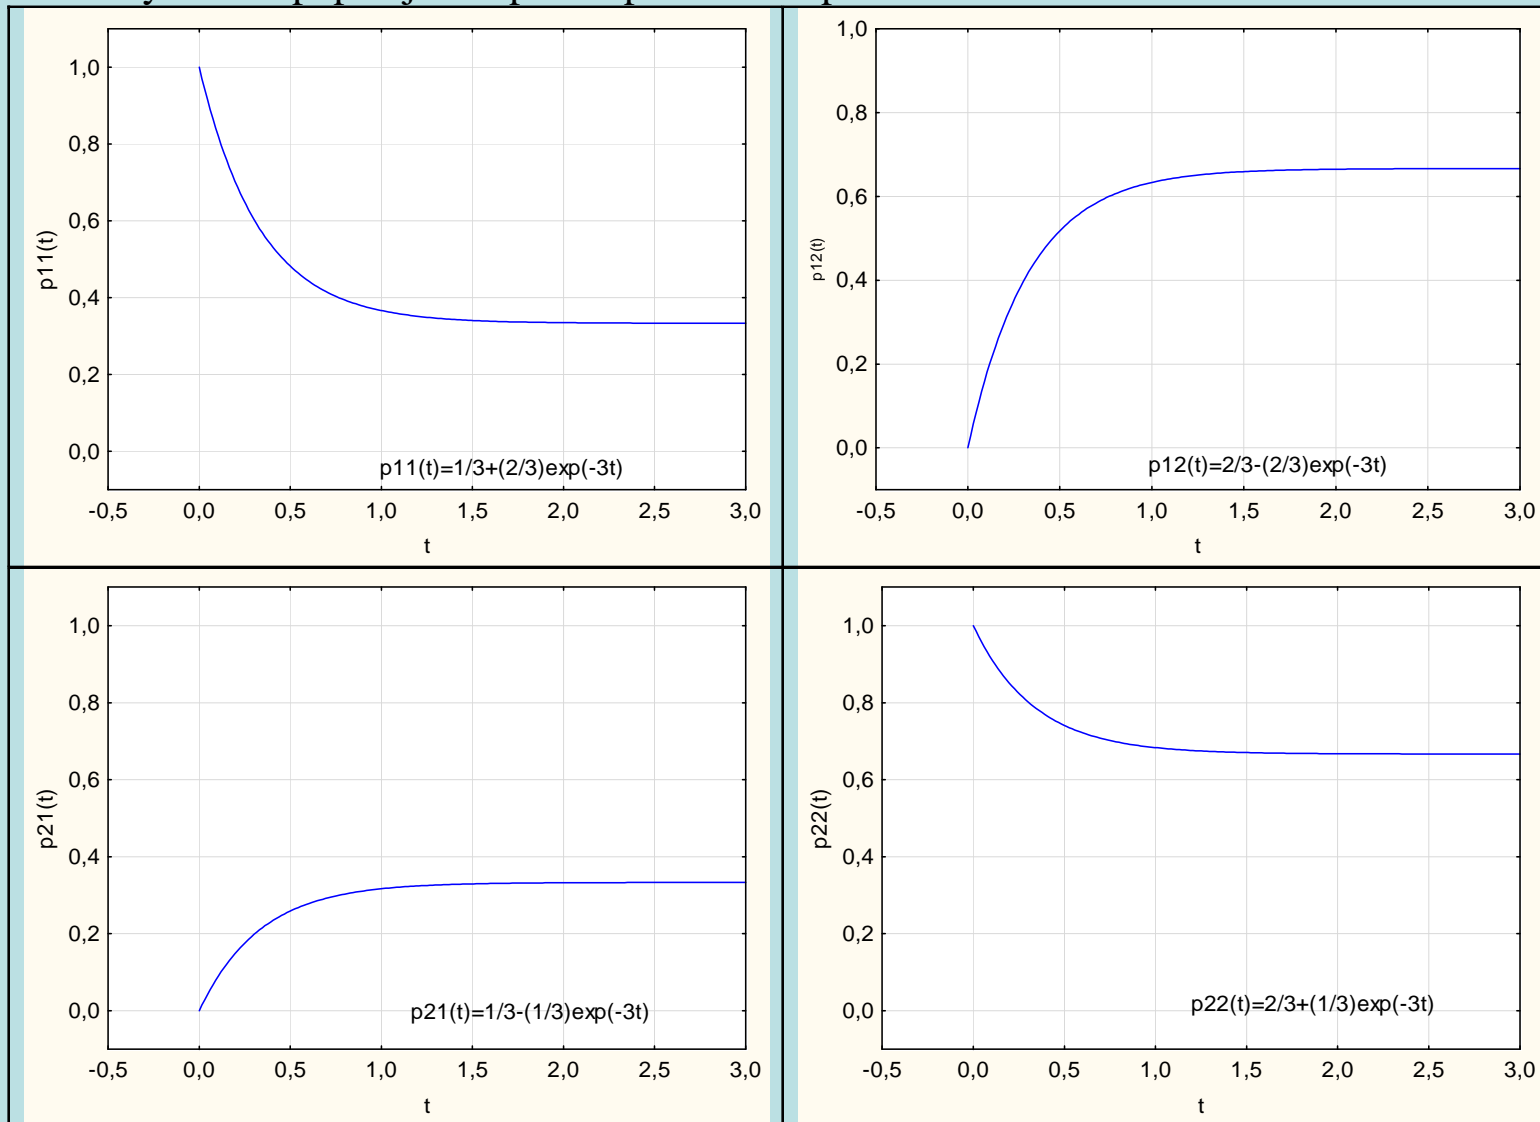 1,0
0,8
0,6
0,4
0,2
0,0
p11(t)
p11(t)=1/3+(2/3)exp(-3t)
-0,5 0,0 0,5 1,0 1,5 2,0 2,5 3,0
t
1,0
0,8
0,6
0,4
0,2
0,0
p12(t)
p12(t)=2/3-(2/3)exp(-3t)
-0,5 0,0 0,5 1,0 1,5 2,0 2,5 3,0
t
1,0
0,8
0,6
0,4
0,2
0,0
p21(t)
p21(t)=1/3-(1/3)exp(-3t)
-0,5 0,0 0,5 1,0 1,5 2,0 2,5 3,0
t
1,0
0,8
0,6
0,4
0,2
0,0
p22(t)
p22(t)=2/3+(1/3)exp(-3t)
-0,5 0,0 0,5 1,0 1,5 2,0 2,5 3,0
t